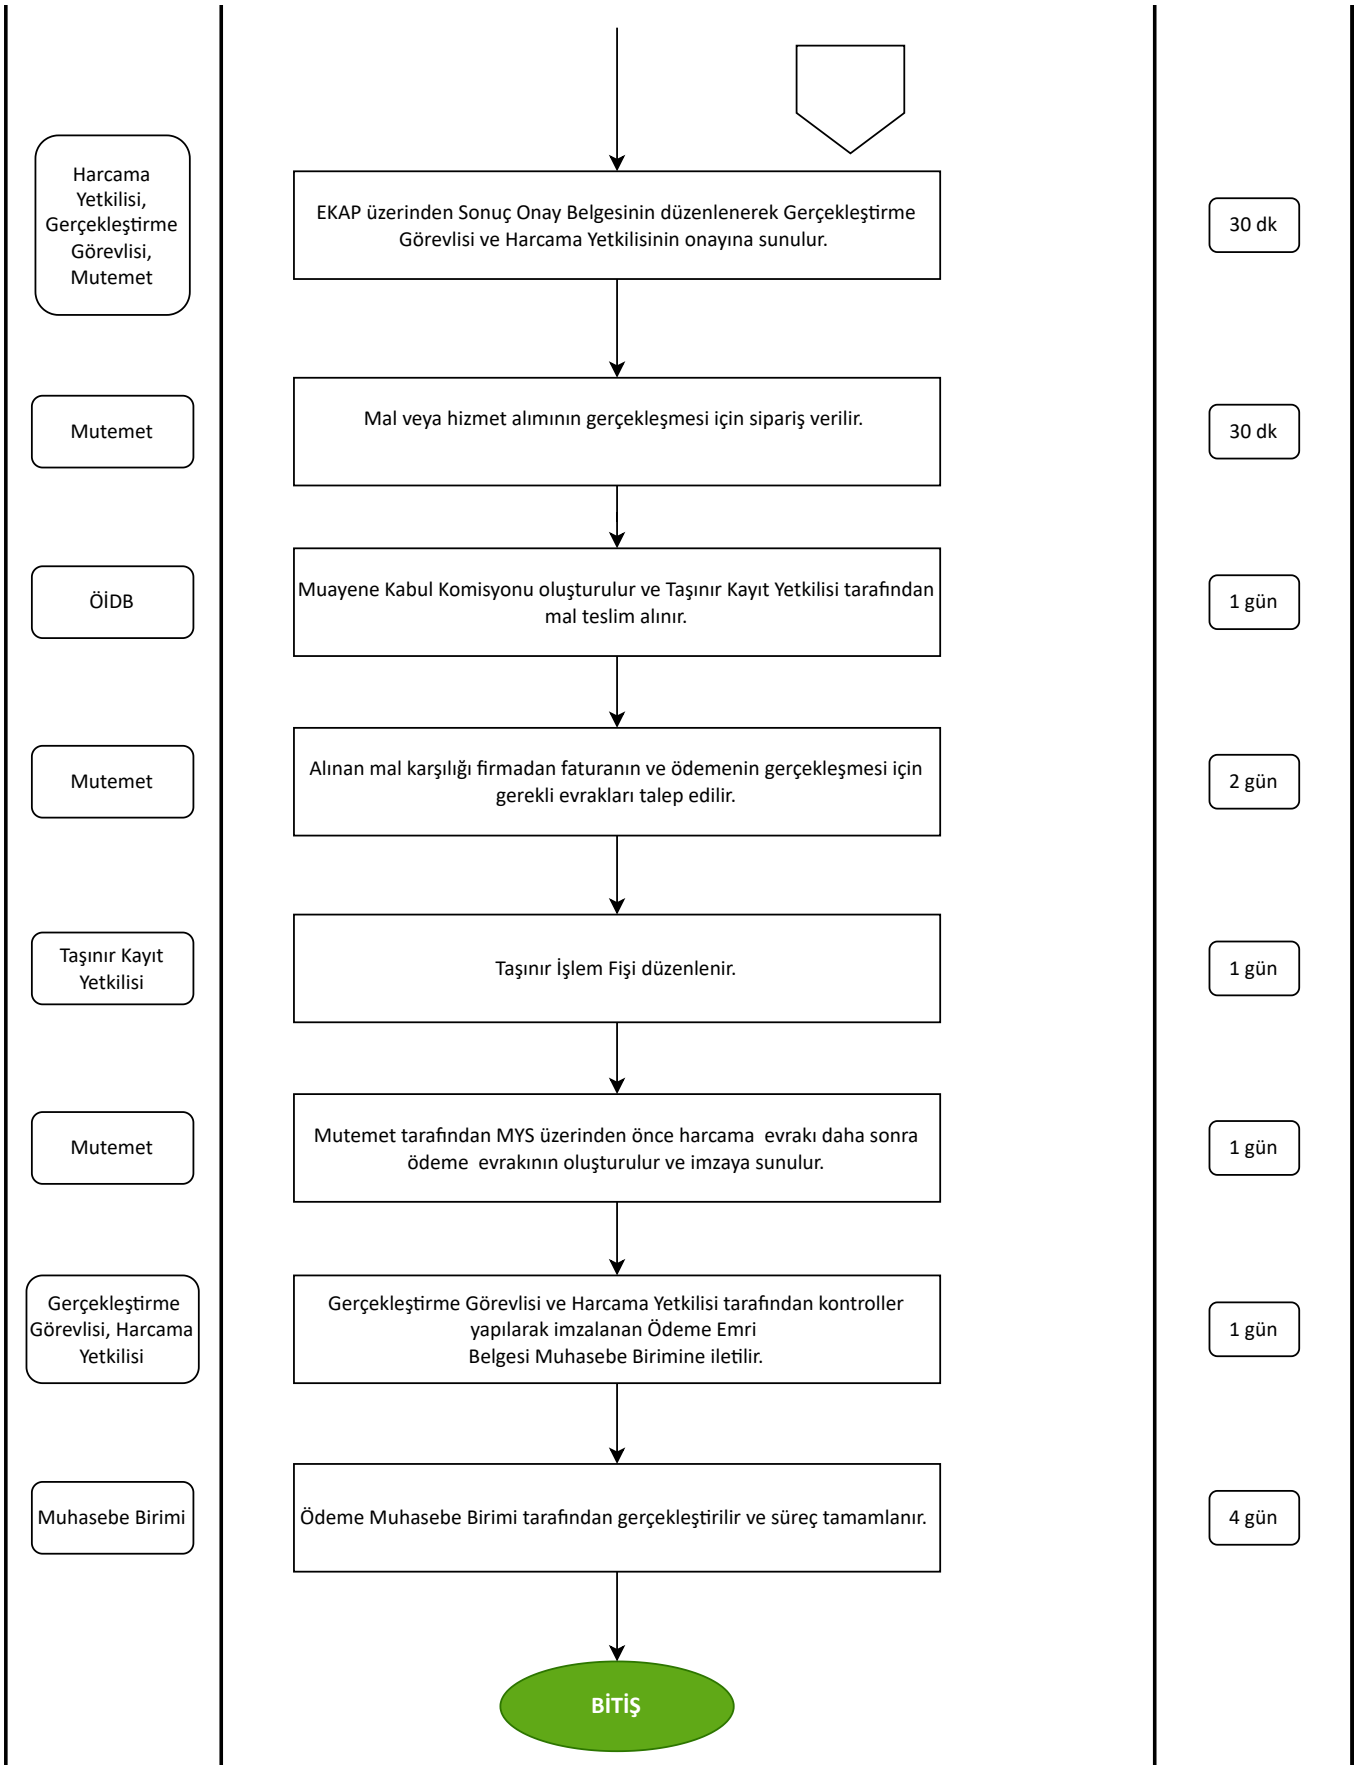 Harcama
Yetkilisi,
Gerçekleştirme
Görevlisi,
Mutemet
EKAP üzerinden Sonuç Onay Belgesinin düzenlenerek Gerçekleştirme
Görevlisi ve Harcama Yetkilisinin onayına sunulur.
30 dk
Mutemet
Mal veya hizmet alımının gerçekleşmesi için sipariş verilir.
30 dk
ÖİDB
Muayene Kabul Komisyonu oluşturulur ve Taşınır Kayıt Yetkilisi tarafından
mal teslim alınır.
1 gün
Mutemet
Alınan mal karşılığı firmadan faturanın ve ödemenin gerçekleşmesi için
gerekli evrakları talep edilir.
2 gün
Taşınır Kayıt
Yetkilisi
Taşınır İşlem Fişi düzenlenir.
1 gün
Mutemet
Mutemet tarafından MYS üzerinden önce harcama  evrakı daha sonra
ödeme  evrakının oluşturulur ve imzaya sunulur.
1 gün
Gerçekleştirme
Görevlisi, Harcama
Yetkilisi
Gerçekleştirme Görevlisi ve Harcama Yetkilisi tarafından kontroller
yapılarak imzalanan Ödeme Emri
Belgesi Muhasebe Birimine iletilir.
1 gün
Muhasebe Birimi
Ödeme Muhasebe Birimi tarafından gerçekleştirilir ve süreç tamamlanır.
4 gün
BİTİŞ